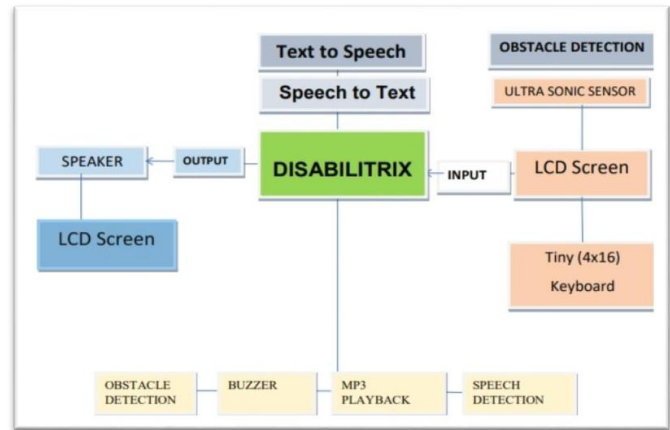 Text to Speech
OBSTACLE DETECTION
Speech to Text
ULTRA SONIC SENSOR
SPEAKER
OUTPUT
DISABILITRIX
INPUT
LCD Screen
LCD Screen
Tiny (4x16)
Keyboard
OBSTACLE
DETECTION
BUZZER
MP3
PLAYBACK
SPEECH
DETECTION